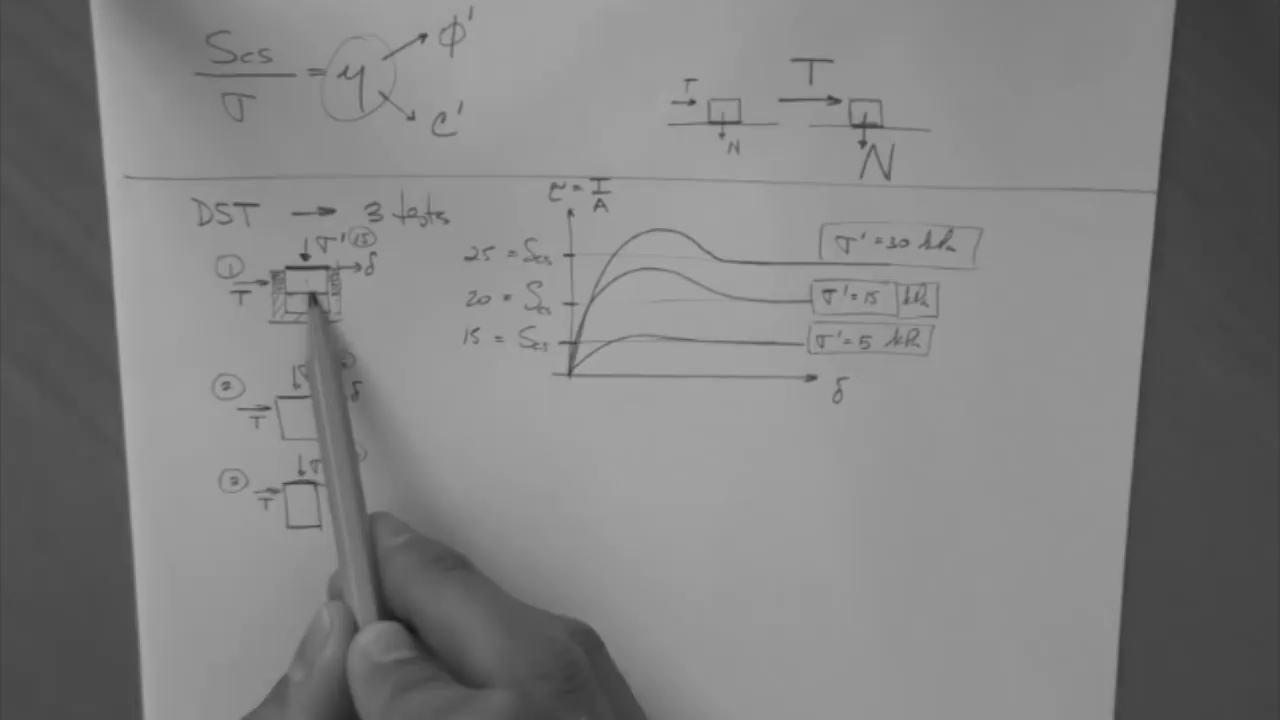 Scs / σ = η → φ'
→ c'
T N
T N
DST → 3 tests
① σ' ⑮ δ
T
② δ
T
③ σ
T
τ = T/A
25 = Scs
20 = Scs
15 = Scs
σ' = 30 kPa
σ' = 15 kPa
σ' = 5 kPa
δ